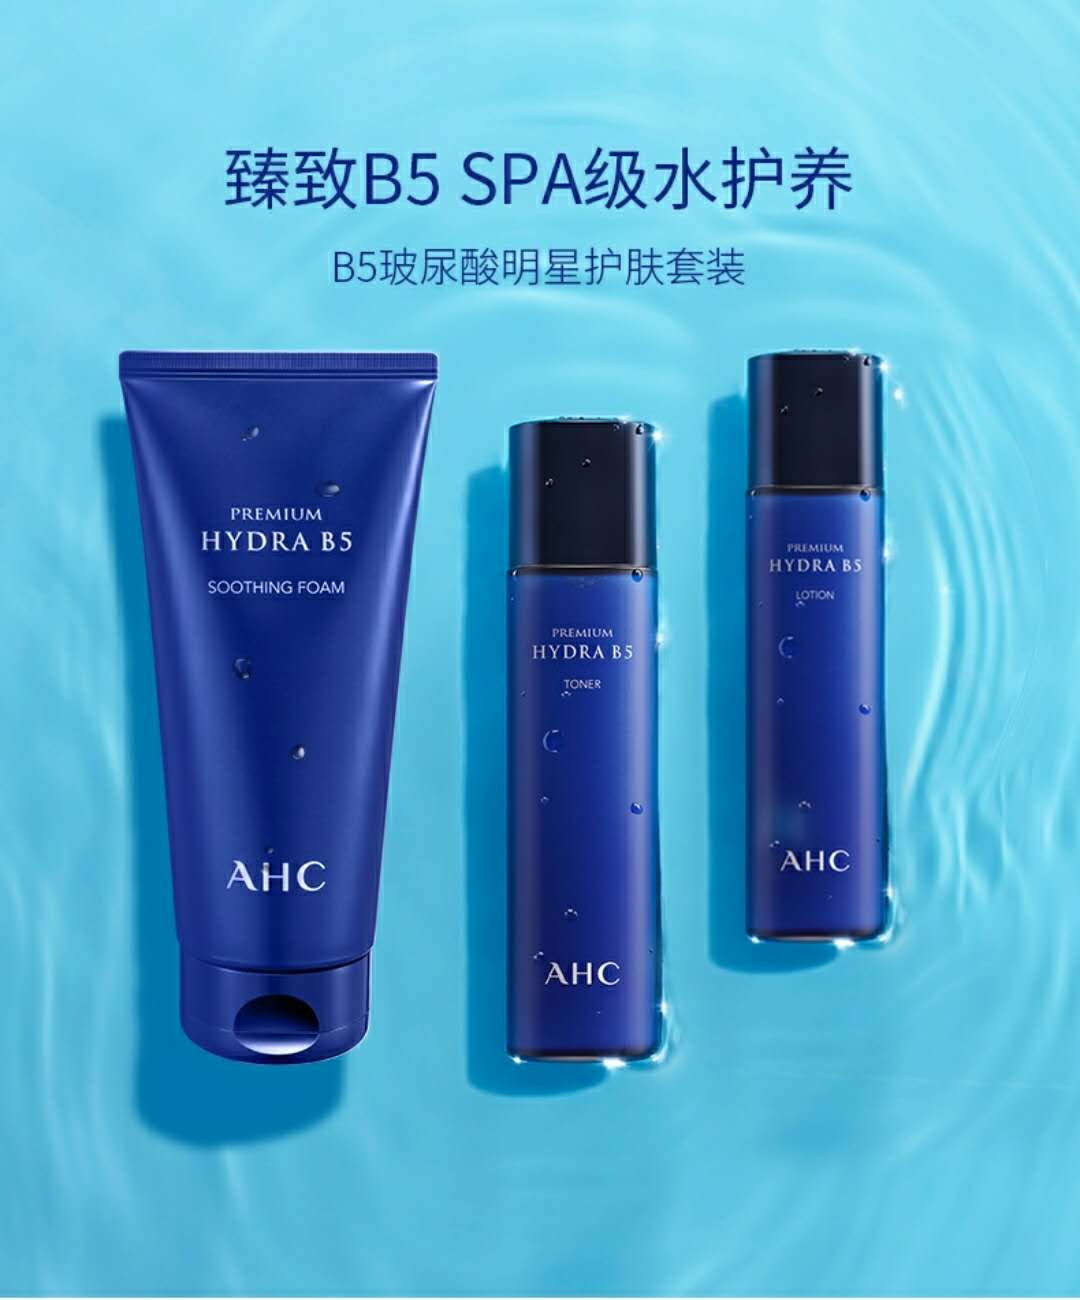 臻致B5 SPA级水护养
B5玻尿酸明星护肤套装
PREMIUM
HYDRA B5
SOOTHING FOAM
AHC
PREMIUM
HYDRA B5
TONER
AHC
PREMIUM
HYDRA B5
LOTION
AHC